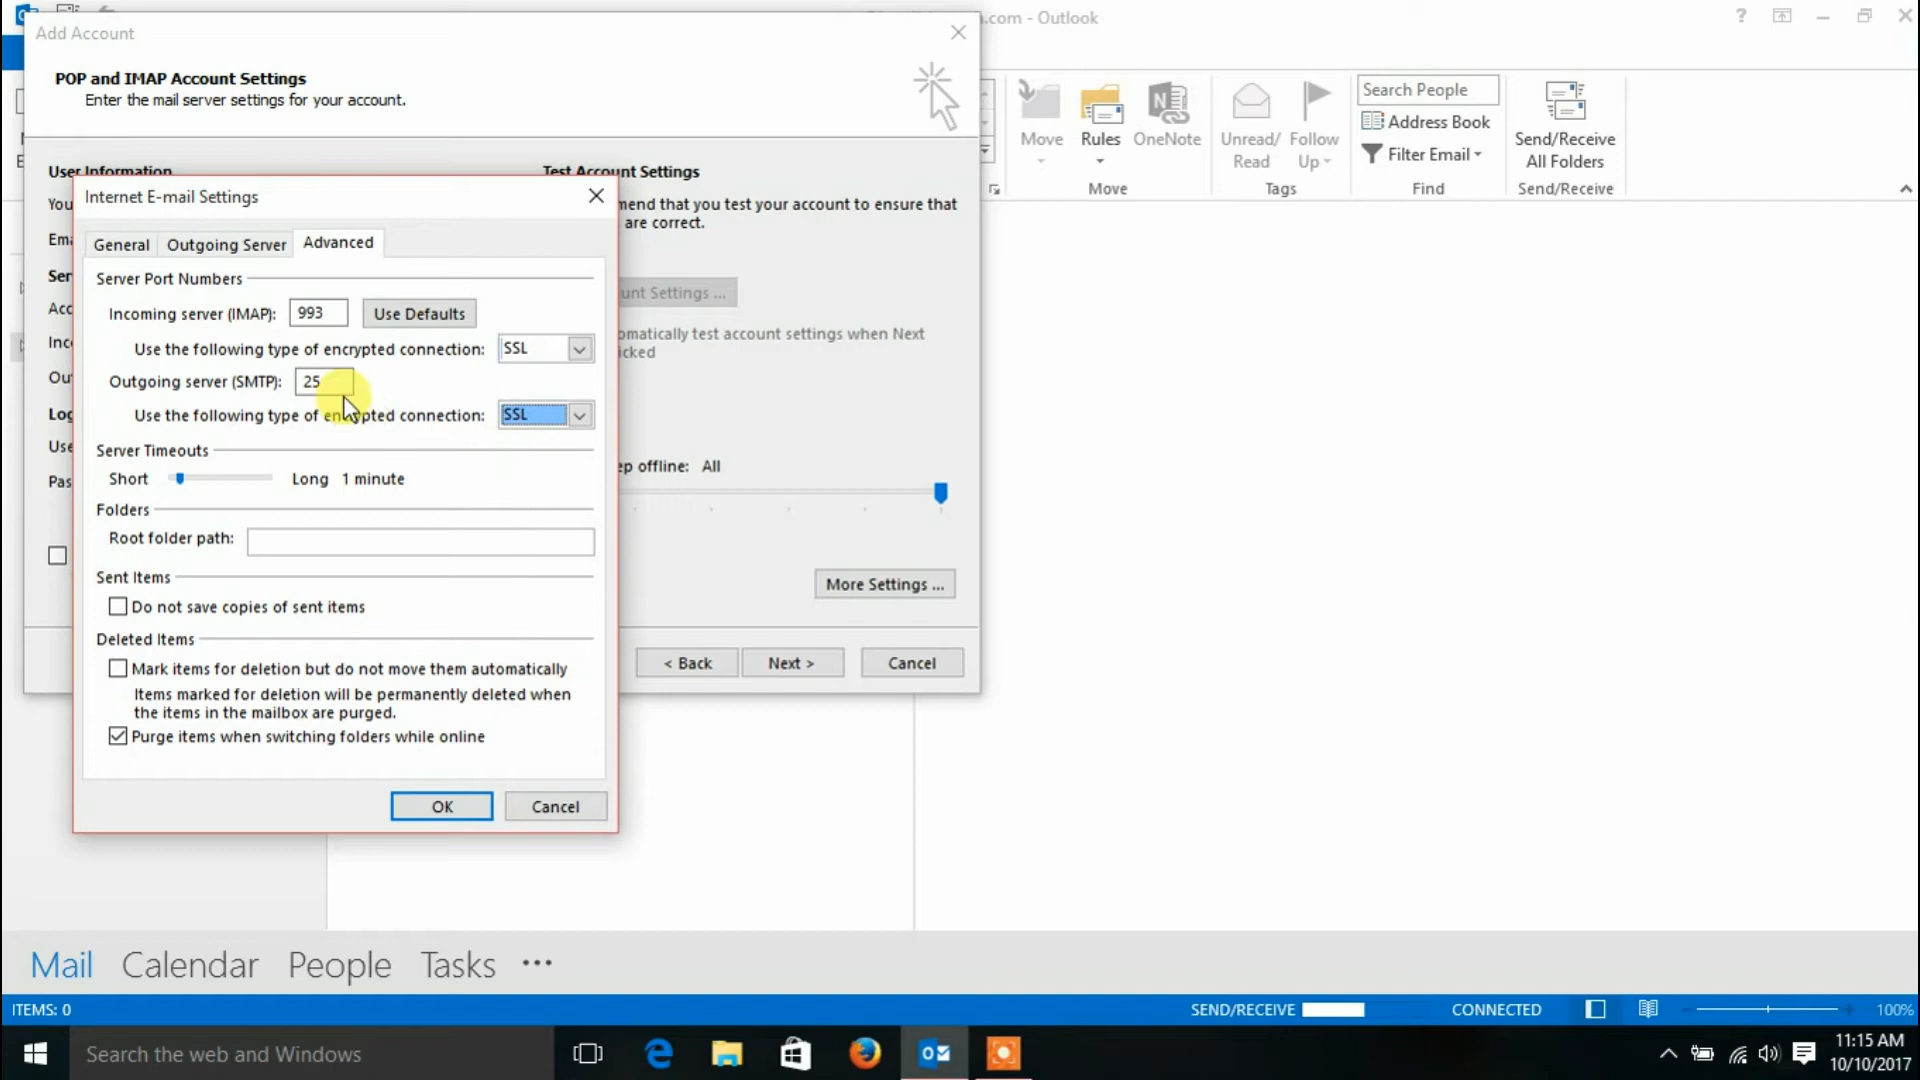 .com - Outlook
?
Add Account
POP and IMAP Account Settings
Enter the mail server settings for your account.
Search People
Address Book
Filter Email
Move
Rules
OneNote
Unread/
Read
Follow
Up
Send/Receive
All Folders
Move
Tags
Find
Send/Receive
User Information
Test Account Settings
mend that you test your account to ensure that
are correct.
unt Settings ...
omatically test account settings when Next
icked
ep offline: All
More Settings ...
< Back
Next >
Cancel
You
Ema
Ser
Acc
Inc
Ou
Log
Use
Pas
Internet E-mail Settings
General
Outgoing Server
Advanced
Server Port Numbers
Incoming server (IMAP): 993 Use Defaults
Use the following type of encrypted connection: SSL
Outgoing server (SMTP): 25
Use the following type of encrypted connection: SSL
Server Timeouts
Short Long 1 minute
Folders
Root folder path:
Sent Items
Do not save copies of sent items
Deleted Items
Mark items for deletion but do not move them automatically
Items marked for deletion will be permanently deleted when
the items in the mailbox are purged.
Purge items when switching folders while online
OK
Cancel
Mail Calendar People Tasks ...
ITEMS: 0
SEND/RECEIVE
CONNECTED
100%
Search the web and Windows
11:15 AM
10/10/2017